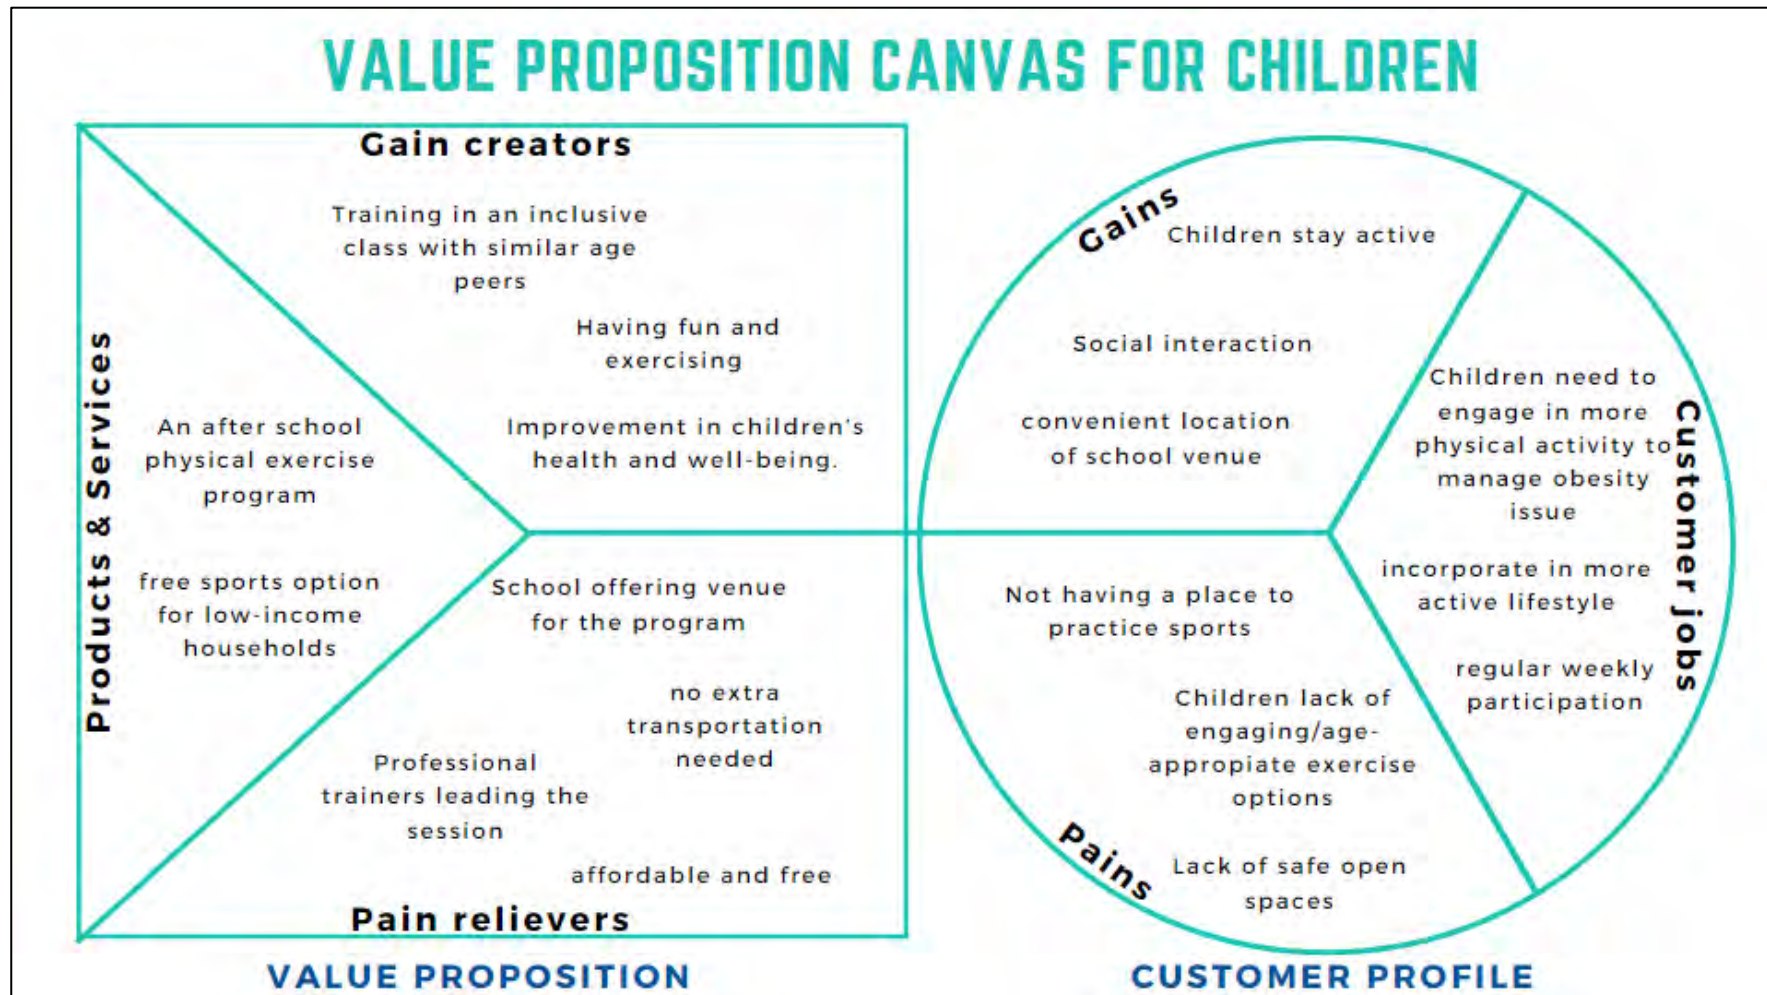 VALUE PROPOSITION CANVAS FOR CHILDREN
Gain creators
Training in an inclusive
class with similar age
peers
Having fun and
exercising
Improvement in children's
health and well-being.
Products & Services
An after school
physical exercise
program
free sports option
for low-income
households
School offering venue
for the program
no extra
transportation
needed
Professional
trainers leading the
session
affordable and free
Pain relievers
VALUE PROPOSITION
Gains
Children stay active
Social interaction
convenient location
of school venue
Customer jobs
Children need to
engage in more
physical activity to
manage obesity
issue
incorporate in more
active lifestyle
regular weekly
participation
Not having a place to
practice sports
Children lack of
engaging/age-
appropiate exercise
options
Lack of safe open
spaces
Pains
CUSTOMER PROFILE